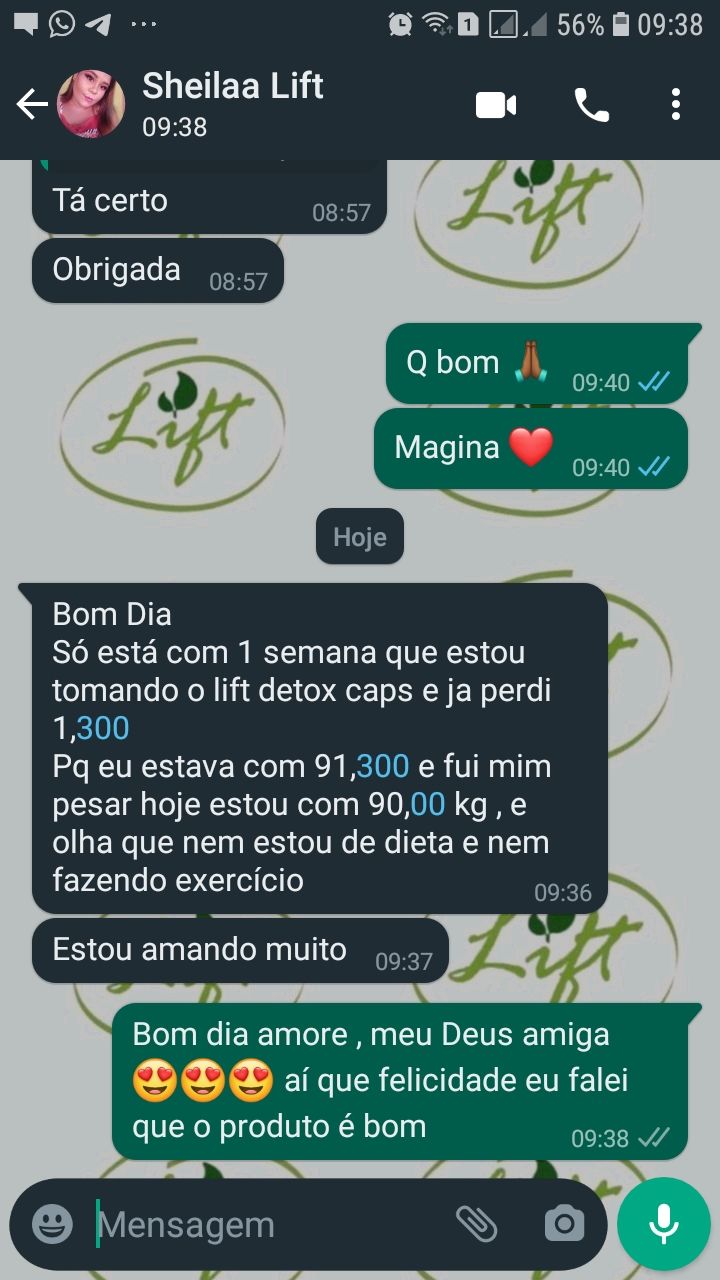 1 56% 09:38
Sheilaa Lift
09:38
Tá certo 08:57
Lift
Obrigada 08:57
Lift
Q bom 🙏🏾 09:40
Magina ❤️ 09:40
Hoje
Bom Dia
Só está com 1 semana que estou
tomando o lift detox caps e ja perdi
1,300
Pq eu estava com 91,300 e fui mim
pesar hoje estou com 90,00 kg , e
olha que nem estou de dieta e nem
fazendo exercício 09:36
Estou amando muito 09:37
Lift
Bom dia amore , meu Deus amiga
😍😍😍 aí que felicidade eu falei
que o produto é bom 09:38
Mensagem